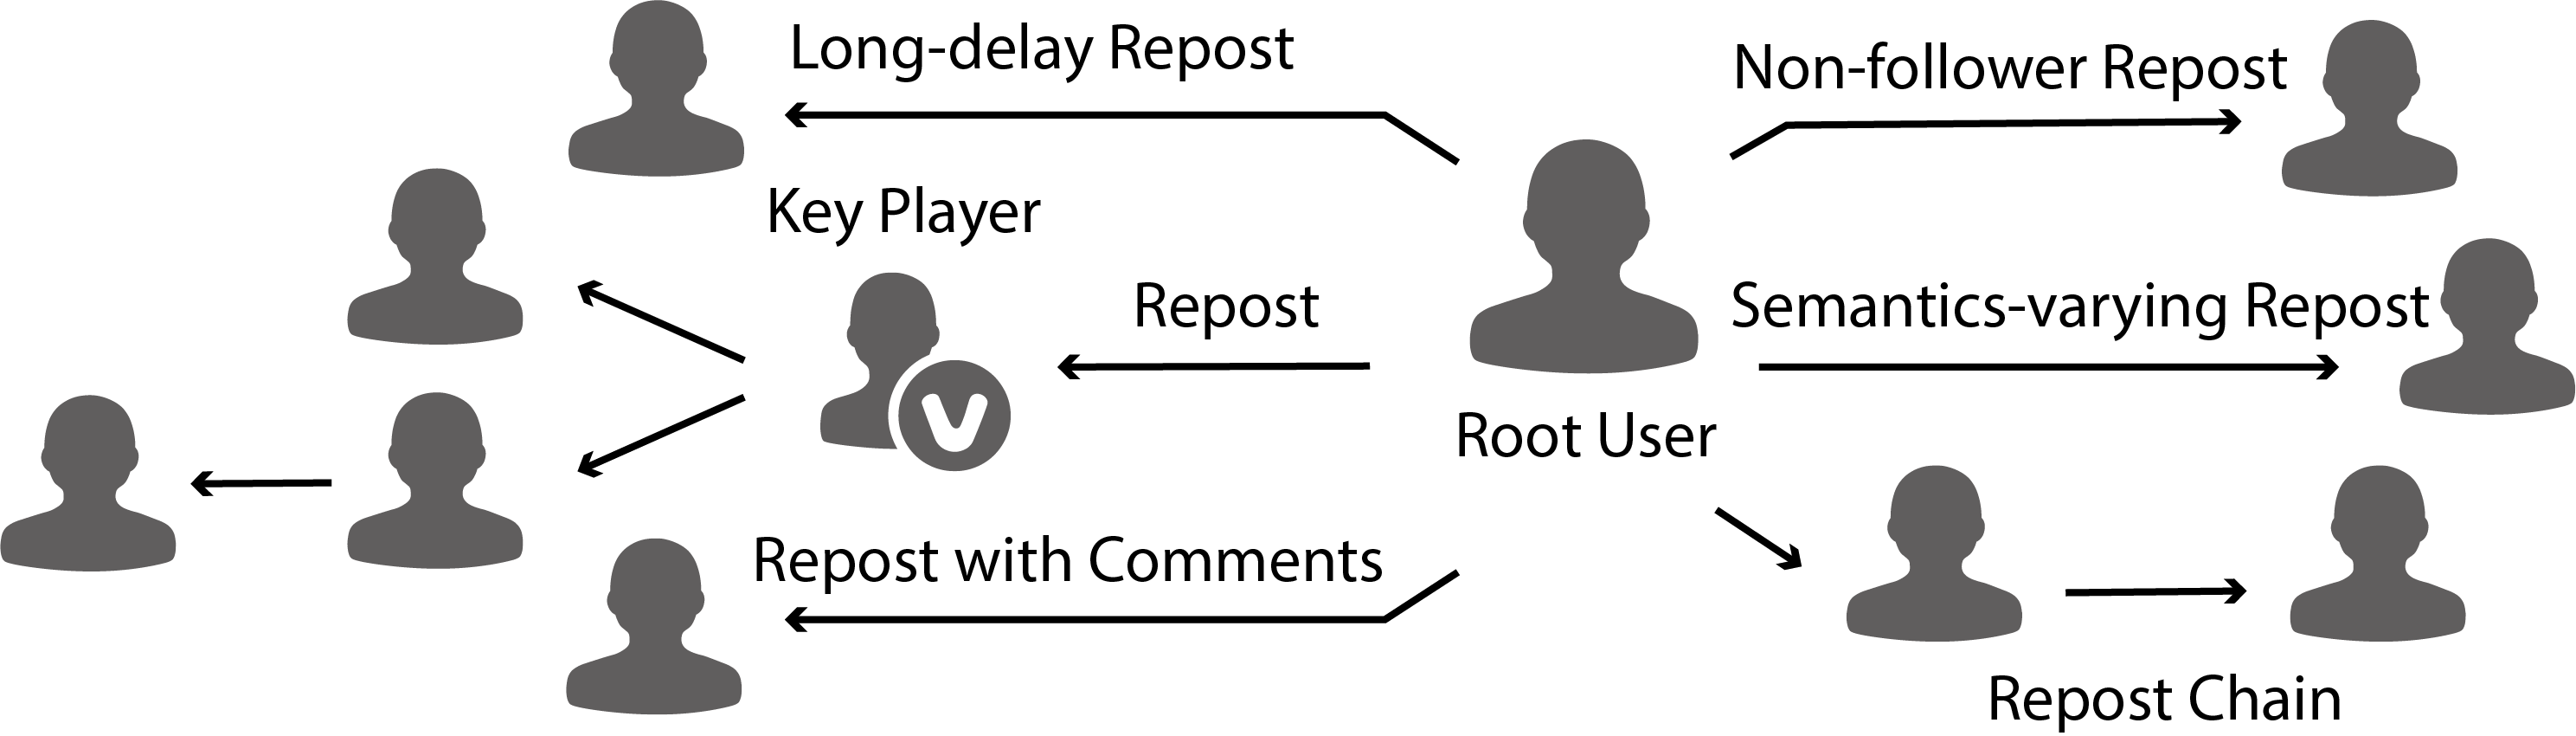 Long-delay Repost
Non-follower Repost
Key Player
Repost
Semantics-varying Repost
V
Root User
Repost with Comments
Repost Chain